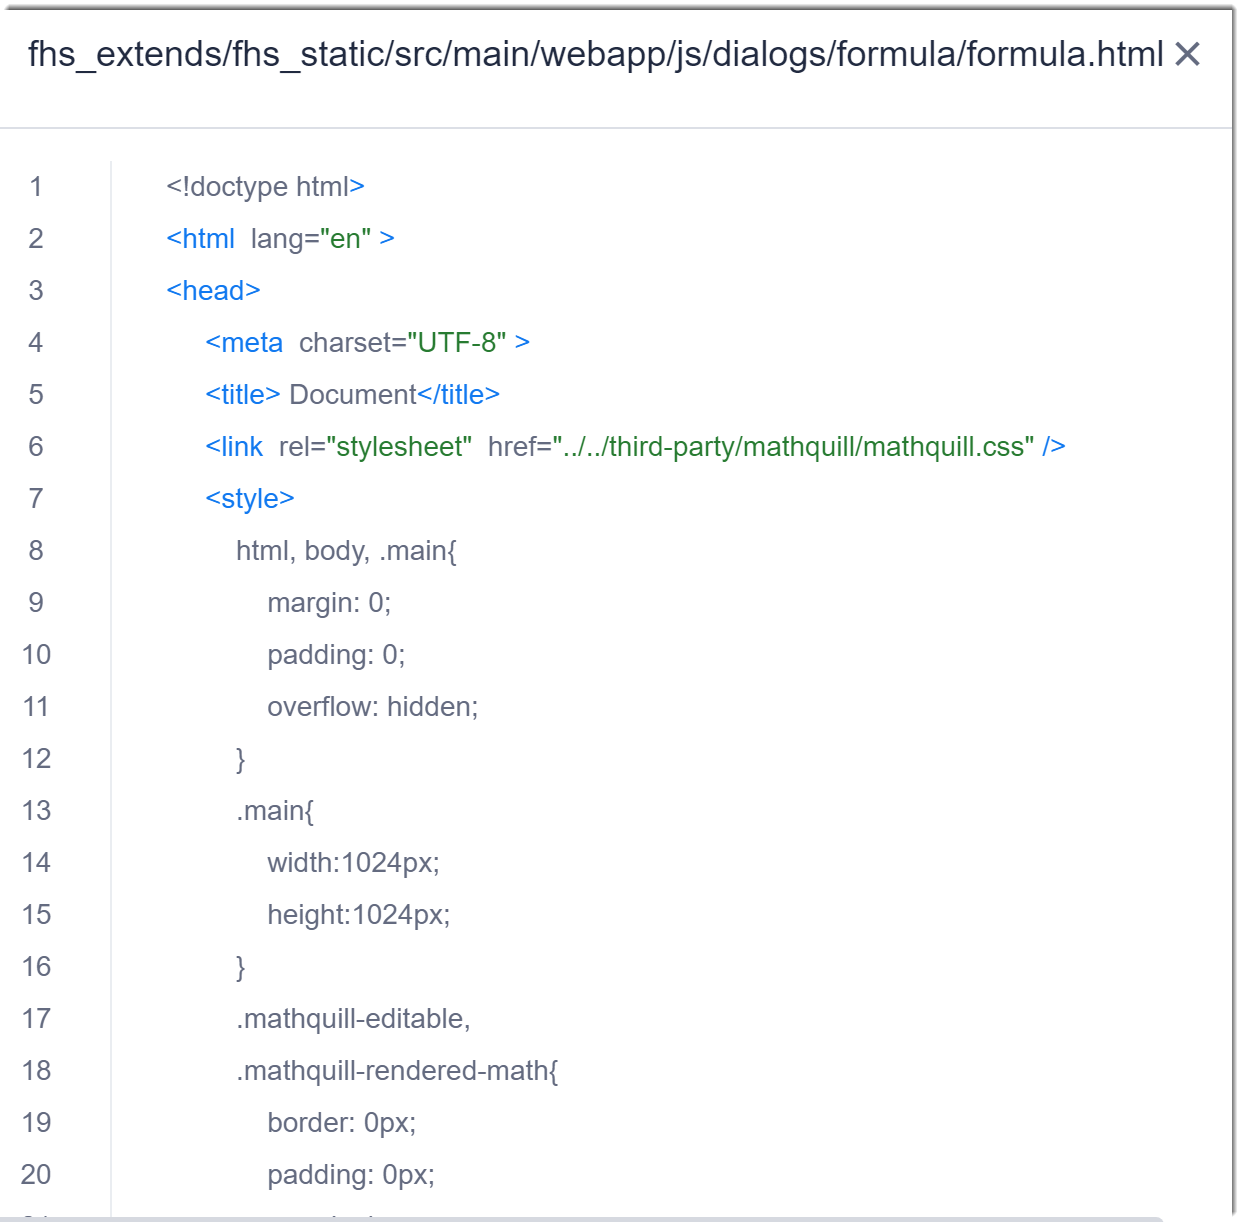 fhs_extends/fhs_static/src/main/webapp/js/dialogs/formula/formula.html ×
1 <!doctype html>
2 <html lang="en" >
3 <head>
4 <meta charset="UTF-8" >
5 <title> Document</title>
6 <link rel="stylesheet" href="../../third-party/mathquill/mathquill.css" />
7 <style>
8 html, body, .main{
9 margin: 0;
10 padding: 0;
11 overflow: hidden;
12 }
13 .main{
14 width:1024px;
15 height:1024px;
16 }
17 .mathquill-editable,
18 .mathquill-rendered-math{
19 border: 0px;
20 padding: 0px;